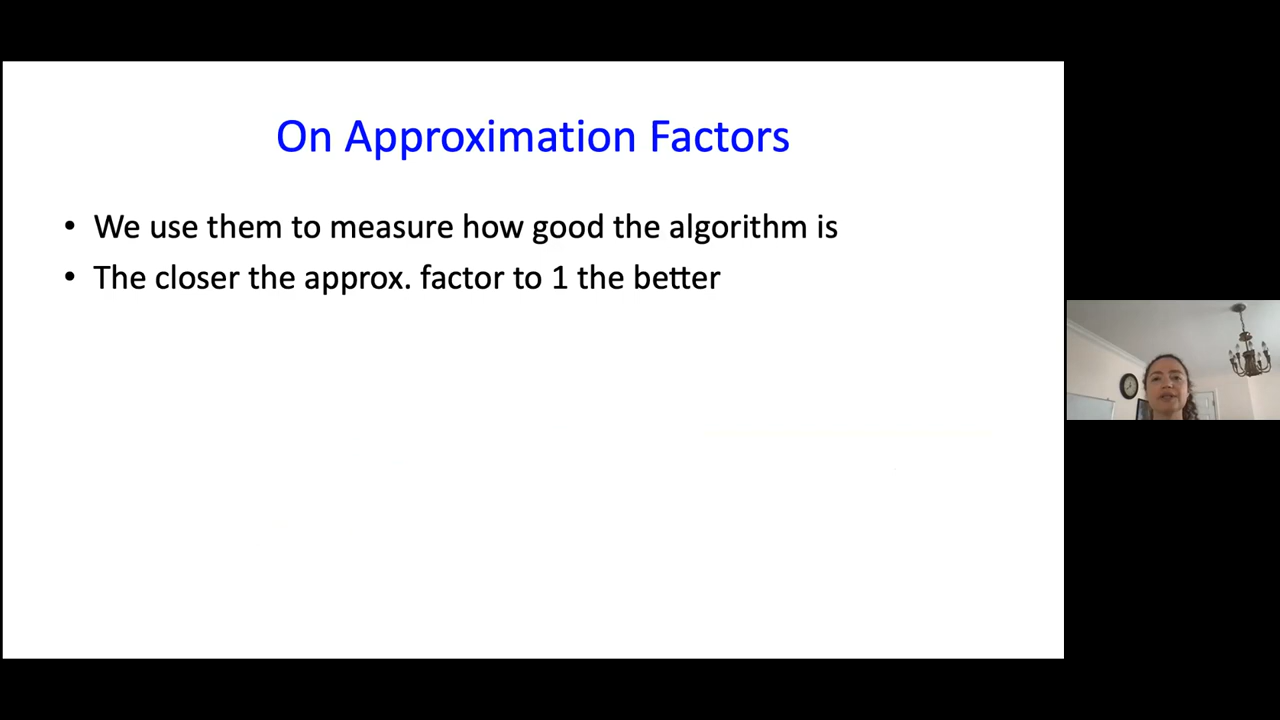 On Approximation Factors
• We use them to measure how good the algorithm is
• The closer the approx. factor to 1 the better